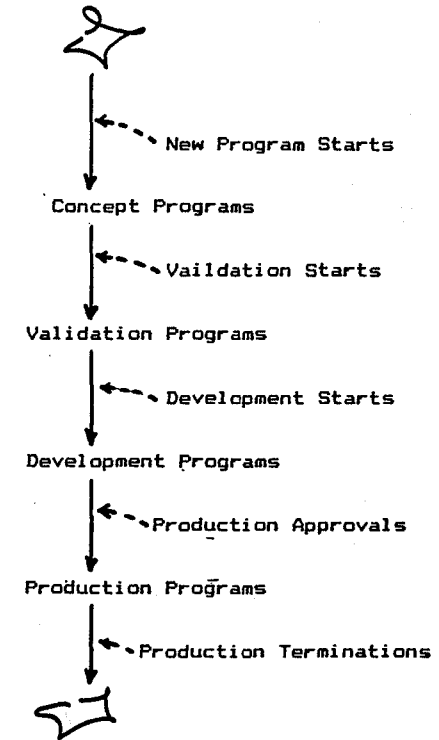 New Program Starts
Concept Programs
Vaildation Starts
Validation Programs
Development Starts
Development Programs
Production Approvals
Production Programs
Production Terminations